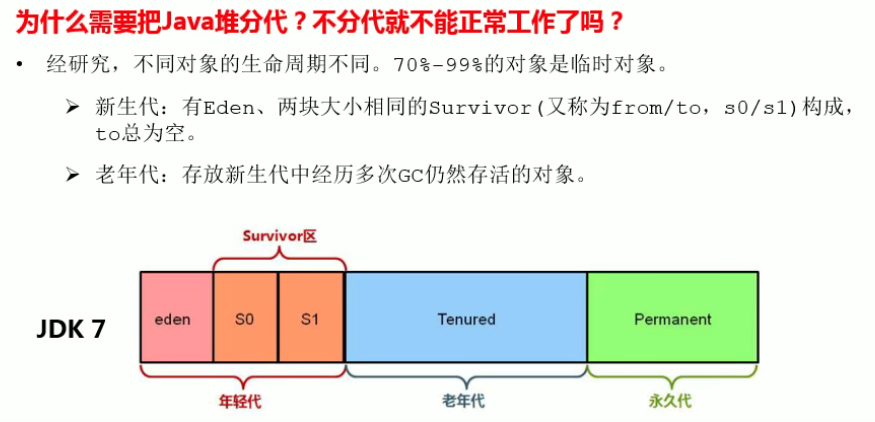 为什么需要把Java堆分代？不分代就不能正常工作了吗？
• 经研究，不同对象的生命周期不同。70%-99%的对象是临时对象。
➢ 新生代：有Eden、两块大小相同的Survivor(又称为from/to，s0/s1)构成，
to总为空。
➢ 老年代：存放新生代中经历多次GC仍然存活的对象。
Survivor区
JDK 7
eden
S0
S1
Tenured
Permanent
年轻代
老年代
永久代